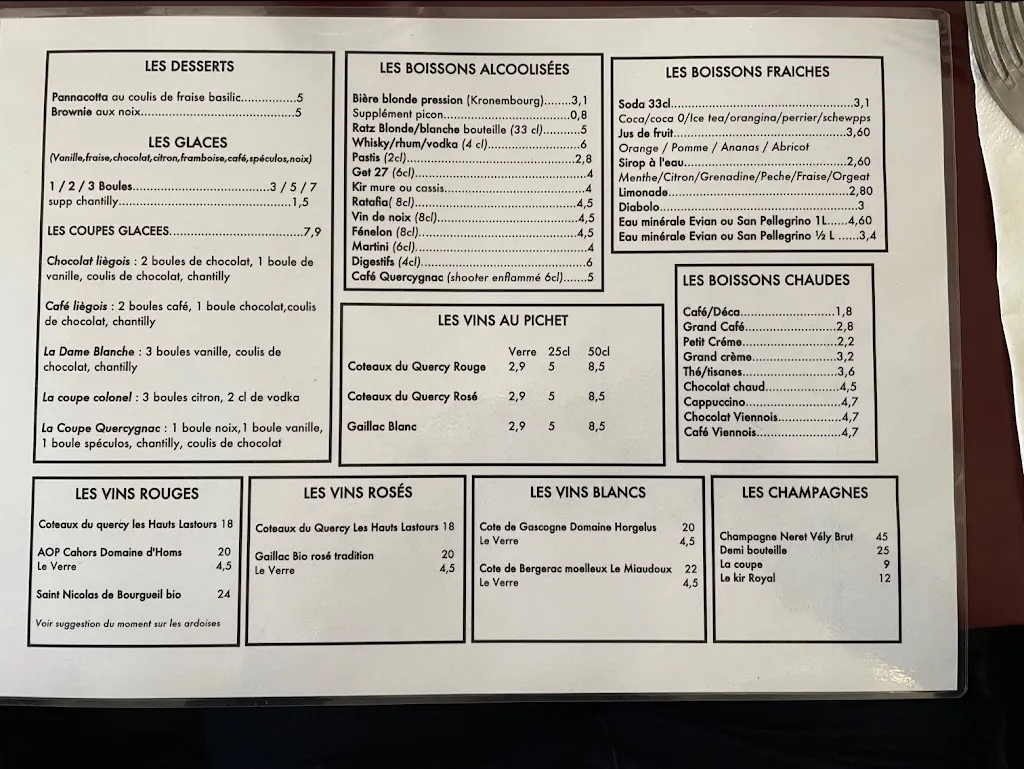 LES DESSERTS
Pannacotta au coulis de fraise basilic................5
Brownie aux noix...........................................5
LES GLACES
(Vanille,fraise,chocolat,citron,framboise,café,spéculos,noix)
1 / 2 / 3 Boules......................................3 / 5 / 7
supp chantilly................................................1,5
LES COUPES GLACEES......................................7,9
Chocolat liègois : 2 boules de chocolat, 1 boule de
vanille, coulis de chocolat, chantilly
Café liègois : 2 boules café, 1 boule chocolat,coulis
de chocolat, chantilly
La Dame Blanche : 3 boules vanille, coulis de
chocolat, chantilly
La coupe colonel : 3 boules citron, 2 cl de vodka
La Coupe Quercygnac : 1 boule noix,1 boule vanille,
1 boule spéculos, chantilly, coulis de chocolat
LES BOISSONS ALCOOLISÉES
Bière blonde pression (Kronembourg)........3,1
Supplément picon...................................0,8
Ratz Blonde/blanche bouteille (33 cl)..........5
Whisky/rhum/vodka (4 cl).........................6
Pastis (2cl)..............................................2,8
Get 27 (6cl)................................................4
Kir mure ou cassis.......................................4
Ratafia( 8cl).............................................4,5
Vin de noix (8cl).......................................4,5
Fénelon (8cl)............................................4,5
Martini (6cl)................................................4
Digestifs (4cl)..............................................6
Café Quercygnac (shooter enflammé 6cl).......5
LES BOISSONS FRAICHES
Soda 33cl..................................................3,1
Coca/coca 0/Ice tea/orangina/perrier/schewpps
Jus de fruit..............................................3,60
Orange / Pomme / Ananas / Abricot
Sirop à l'eau............................................2,60
Menthe/Citron/Grenadine/Peche/Fraise/Orgeat
Limonade.................................................2,80
Diabolo.......................................................3
Eau minérale Evian ou San Pellegrino 1L......4,60
Eau minérale Evian ou San Pellegrino ½ L ......3,4
LES BOISSONS CHAUDES
Café/Déca..........................1,8
Grand Café.........................2,8
Petit Créme.........................2,2
Grand crème.......................3,2
Thé/tisanes.........................3,6
Chocolat chaud....................4,5
Cappuccino.........................4,7
Chocolat Viennois................4,7
Café Viennois......................4,7
LES VINS AU PICHET
Verre 25cl 50cl
Coteaux du Quercy Rouge 2,9 5 8,5
Coteaux du Quercy Rosé 2,9 5 8,5
Gaillac Blanc 2,9 5 8,5
LES VINS ROUGES
Coteaux du quercy les Hauts Lastours 18
AOP Cahors Domaine d'Homs 20
Le Verre 4,5
Saint Nicolas de Bourgueil bio 24
Voir suggestion du moment sur les ardoises
LES VINS ROSÉS
Coteaux du Quercy Les Hauts Lastours 18
Gaillac Bio rosé tradition 20
Le Verre 4,5
LES VINS BLANCS
Cote de Gascogne Domaine Horgelus 20
Le Verre 4,5
Cote de Bergerac moelleux Le Miaudoux 22
Le Verre 4,5
LES CHAMPAGNES
Champagne Neret Vély Brut 45
Demi bouteille 25
La coupe 9
Le kir Royal 12